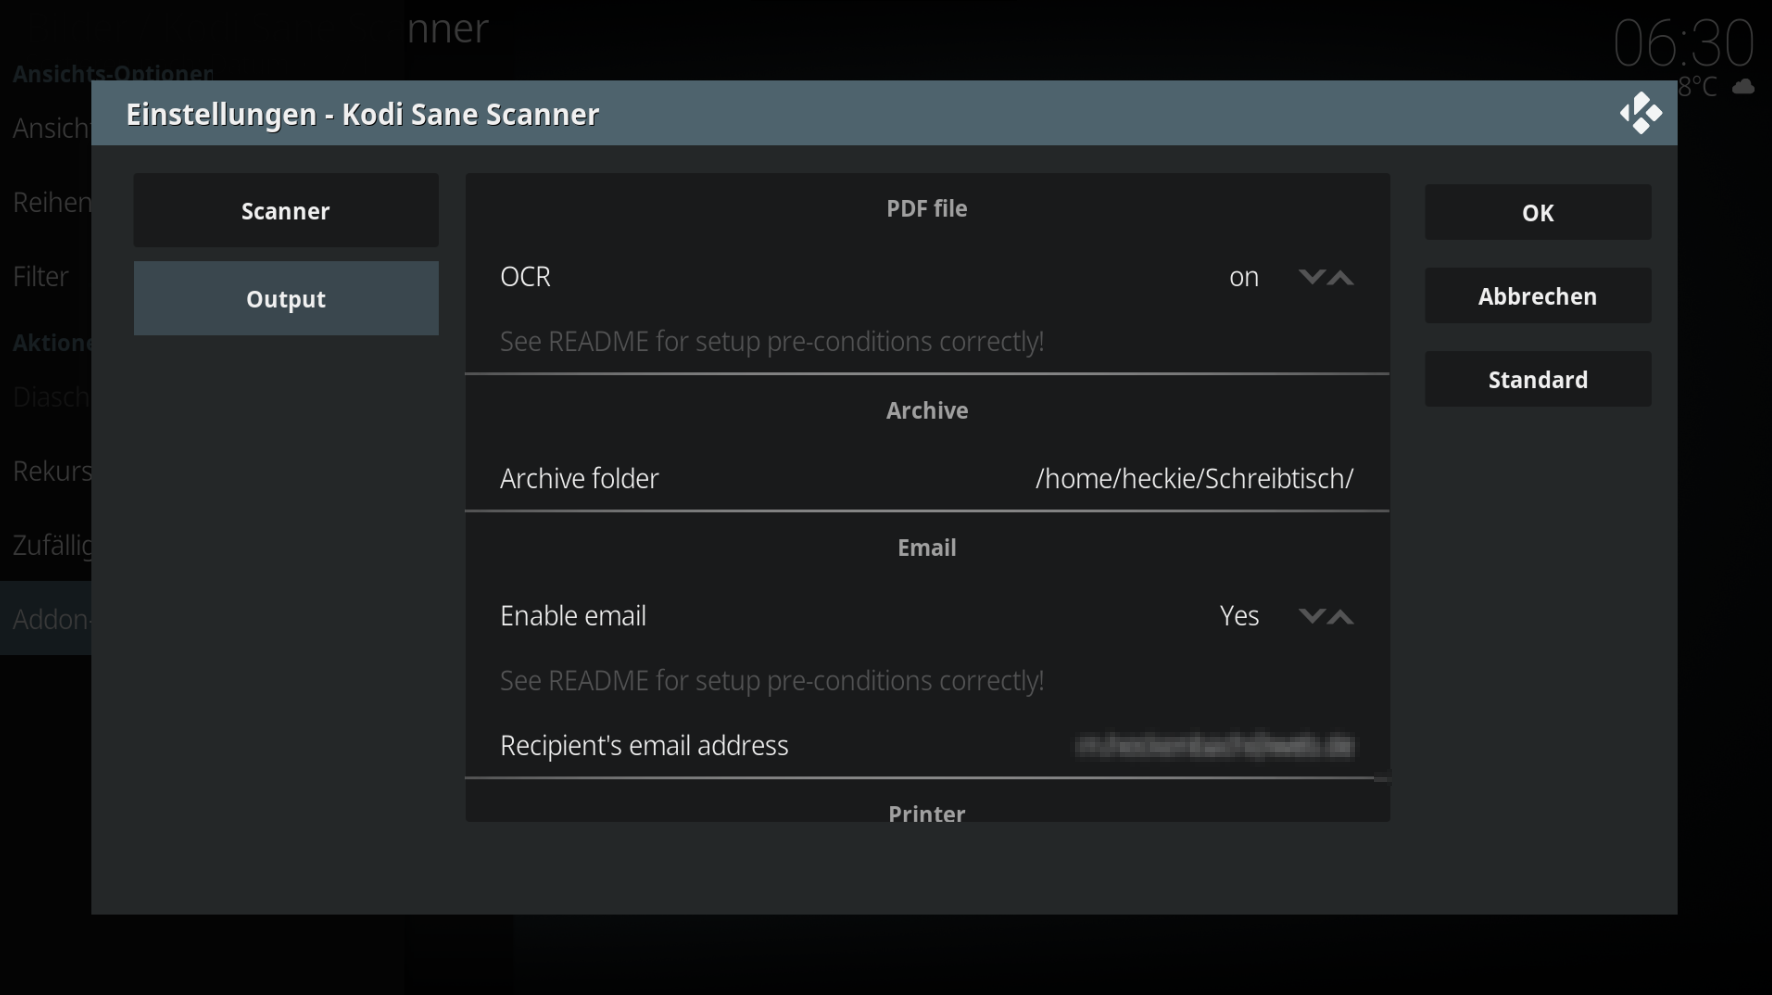 nner
06:30
8°C
Ansichts-Optionen
Ansich
Reihen
Filter
Aktione
Diasch
Rekurs
Zufällig
Addon-
Einstellungen - Kodi Sane Scanner
Scanner
Output
PDF file
OCR on
See README for setup pre-conditions correctly!
Archive
Archive folder /home/heckie/Schreibtisch/
Email
Enable email Yes
See README for setup pre-conditions correctly!
Recipient's email address
Printer
OK
Abbrechen
Standard